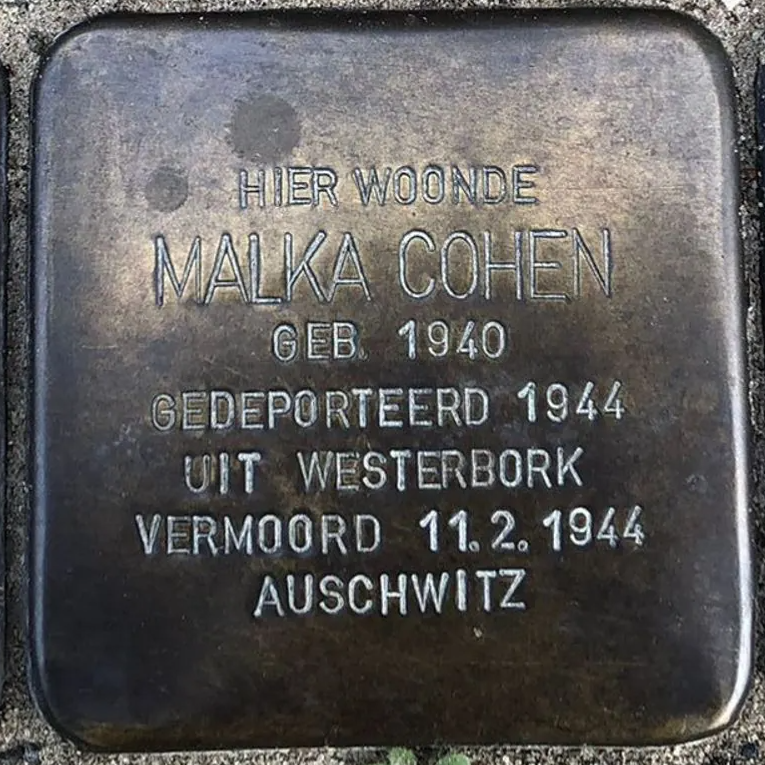 HIER WOONDE
MALKA COHEN
GEB. 1940
GEDEPORTEERD 1944
UIT WESTERBORK
VERMOORD 11.2.1944
AUSCHWITZ